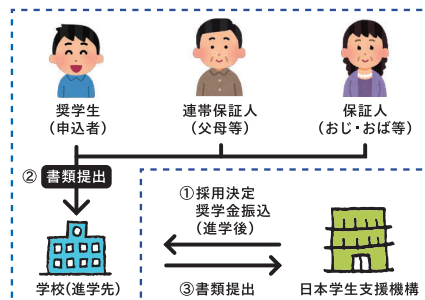 奨学生
(申込者)
連帯保証人
(父母等)
保証人
(おじ・おば等)
② 書類提出
①採用決定
奨学金振込
(進学後)
③書類提出
学校(進学先)
日本学生支援機構